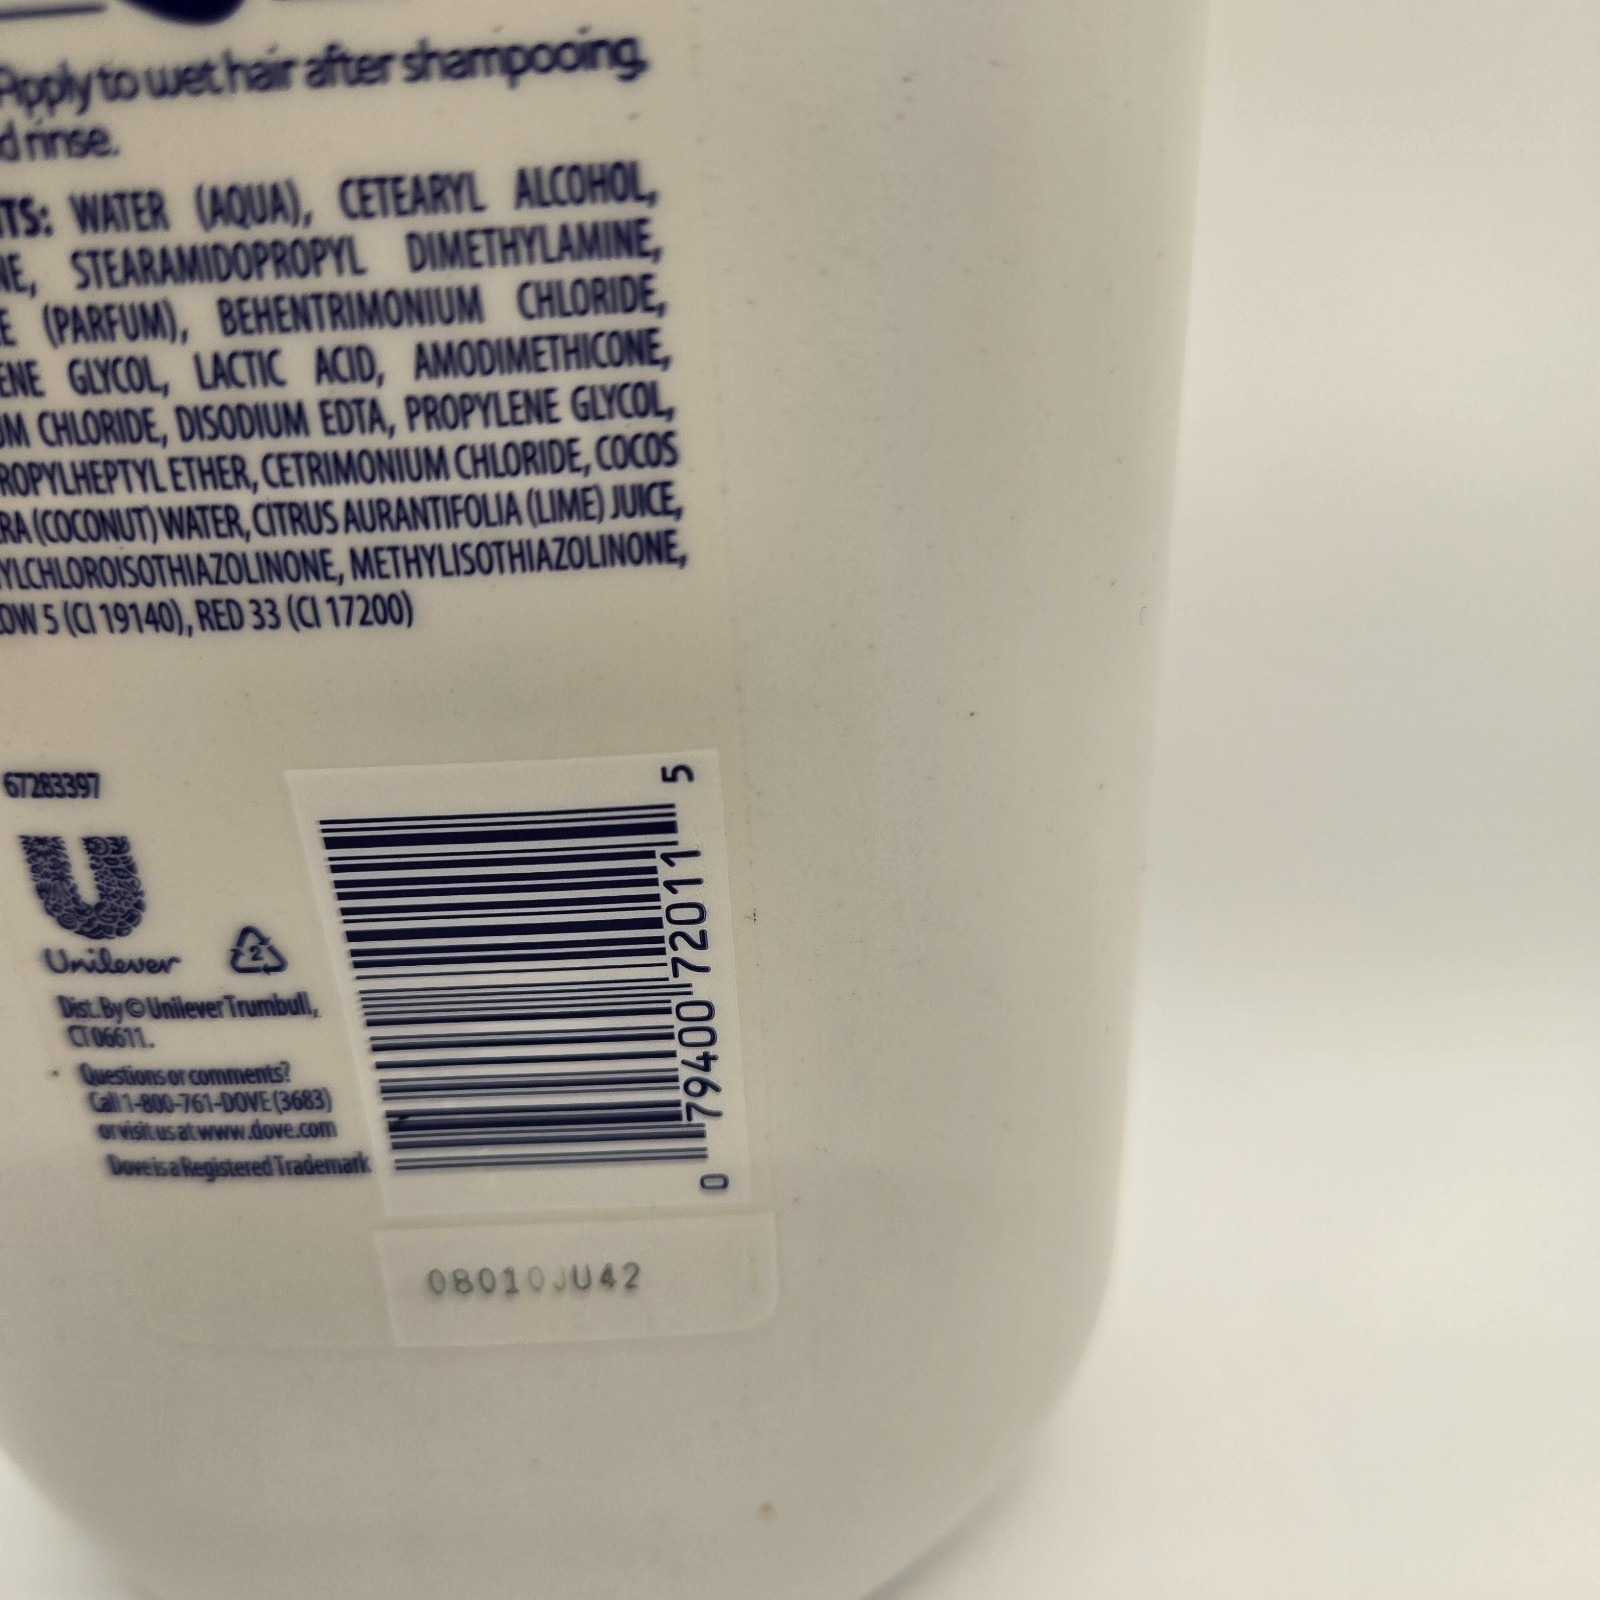 Apply to wet hair after shampooing,
d rinse.
TS: WATER (AQUA), CETEARYL ALCOHOL,
NE, STEARAMIDOPROPYL DIMETHYLAMINE,
E (PARFUM), BEHENTRIMONIUM CHLORIDE,
ENE GLYCOL, LACTIC ACID, AMODIMETHICONE,
UM CHLORIDE, DISODIUM EDTA, PROPYLENE GLYCOL,
ROPYLHEPTYL ETHER, CETRIMONIUM CHLORIDE, COCOS
RA (COCONUT) WATER, CITRUS AURANTIFOLIA (LIME) JUICE,
YLCHLOROISOTHIAZOLINONE, METHYLISOTHIAZOLINONE,
OW 5 (CI 19140), RED 33 (CI 17200)
67283397
U
Unilever
2
Dist. By © Unilever Trumbull,
CT 06611.
Questions or comments?
Call 1-800-761-DOVE (3683)
or visit us at www.dove.com
Dove is a Registered Trademark
0 79400 72011 5
08010JU42